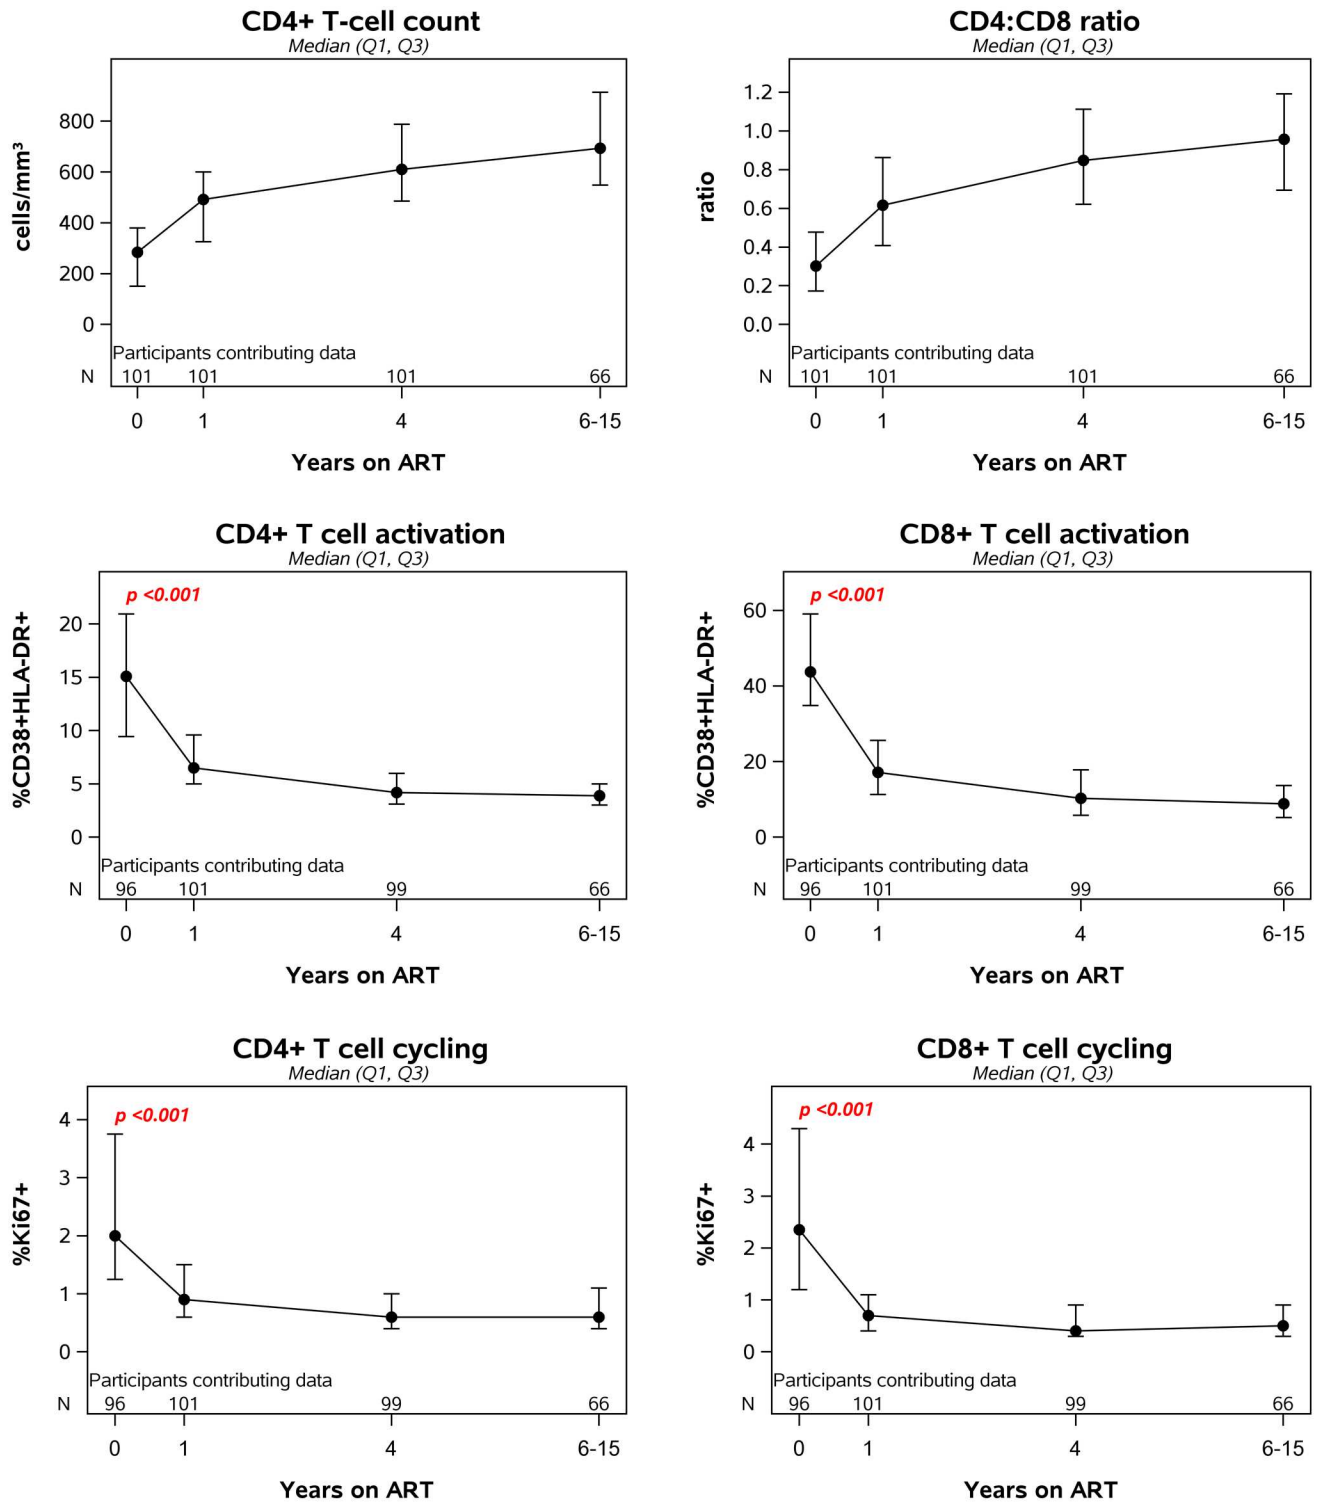 CD4+ T-cell count
Median (Q1, Q3)
cells/mm³
800
600
400
200
0
Participants contributing data
N 101 101 101 66
0 1 4 6-15
Years on ART
CD4:CD8 ratio
Median (Q1, Q3)
ratio
1.2
1.0
0.8
0.6
0.4
0.2
0.0
Participants contributing data
N 101 101 101 66
0 1 4 6-15
Years on ART
CD4+ T cell activation
Median (Q1, Q3)
p <0.001
%CD38+HLA-DR+
20
15
10
5
0
Participants contributing data
N 96 101 99 66
0 1 4 6-15
Years on ART
CD8+ T cell activation
Median (Q1, Q3)
p <0.001
%CD38+HLA-DR+
60
40
20
0
Participants contributing data
N 96 101 99 66
0 1 4 6-15
Years on ART
CD4+ T cell cycling
Median (Q1, Q3)
p <0.001
%Ki67+
4
3
2
1
0
Participants contributing data
N 96 101 99 66
0 1 4 6-15
Years on ART
CD8+ T cell cycling
Median (Q1, Q3)
p <0.001
%Ki67+
4
3
2
1
0
Participants contributing data
N 96 101 99 66
0 1 4 6-15
Years on ART